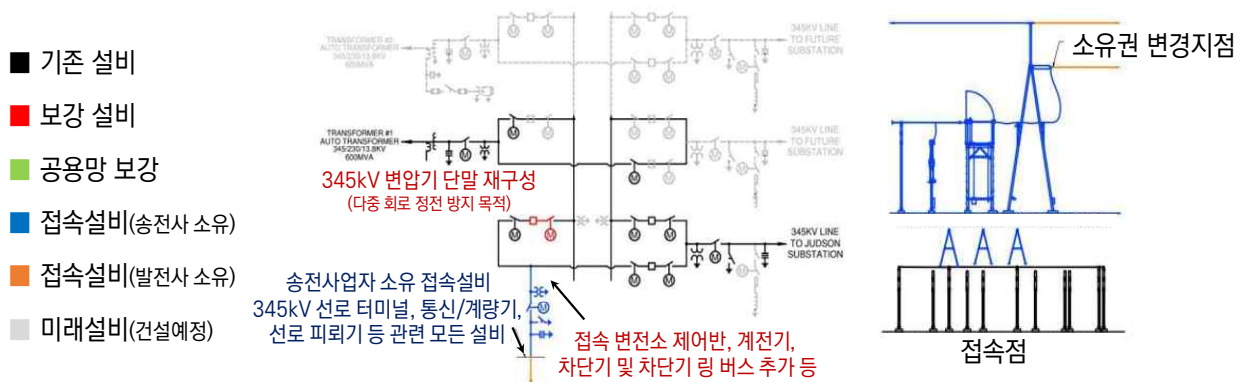 ■ 기존 설비
■ 보강 설비
■ 공용망 보강
■ 접속설비(송전사 소유)
■ 접속설비(발전사 소유)
■ 미래설비(건설예정)
TRANSFORMER #2
AUTO TRANSFORMER
345/230/13.8KV
600MVA
345KV LINE
TO FUTURE
SUBSTATION
TRANSFORMER #1
AUTO TRANSFORMER
345/230/13.8KV
600MVA
345KV LINE
TO FUTURE
SUBSTATION
345kV 변압기 단말 재구성
(다중 회로 정전 방지 목적)
345KV LINE
TO JUDSON
SUBSTATION
송전사업자 소유 접속설비
345kV 선로 터미널, 통신/계량기,
선로 피뢰기 등 관련 모든 설비
접속 변전소 제어반, 계전기,
차단기 및 차단기 링 버스 추가 등
M M M M M M M M M M M M M M M
소유권 변경지점
접속점